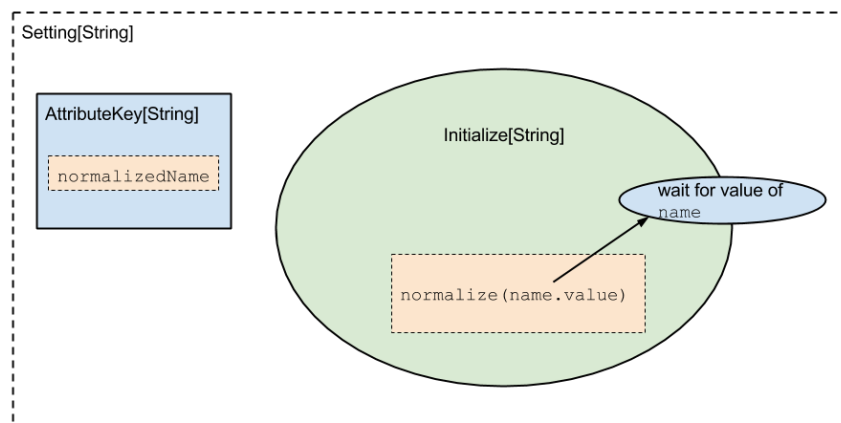 Setting[String]
AttributeKey[String]
normalizedName
Initialize[String]
wait for value of
name
normalize(name.value)